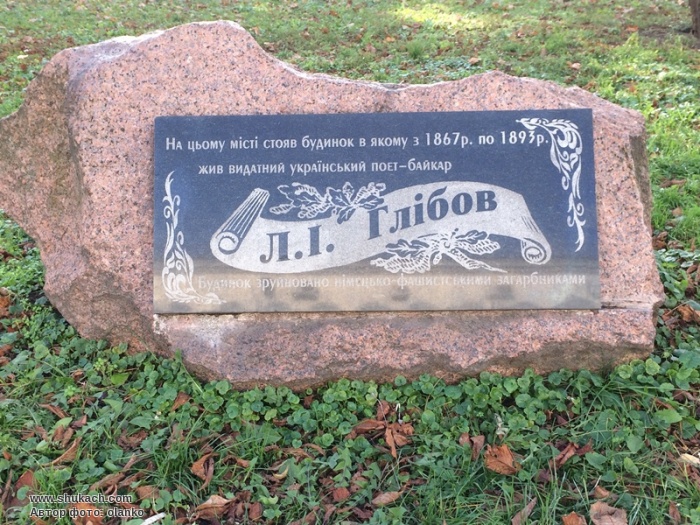 На цьому місті стояв будинок в якому з 1867р. по 1893р.
жив видатний український поет-байкар
Л.І. Глібов
Будинок зруйновано німецько-фашистськими загарбниками
www.shukach.com
Автор фото: olanko